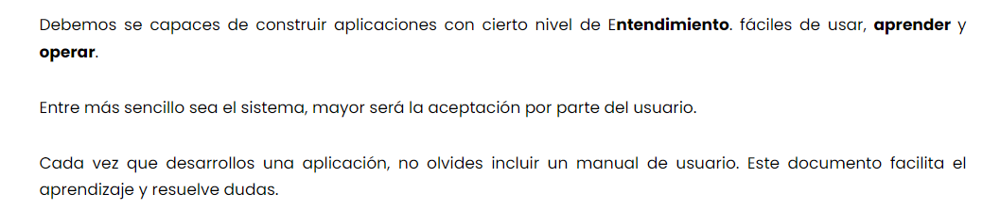 Debemos se capaces de construir aplicaciones con cierto nivel de Entendimiento. fáciles de usar, aprender y
operar.
Entre más sencillo sea el sistema, mayor será la aceptación por parte del usuario.
Cada vez que desarrollos una aplicación, no olvides incluir un manual de usuario. Este documento facilita el
aprendizaje y resuelve dudas.